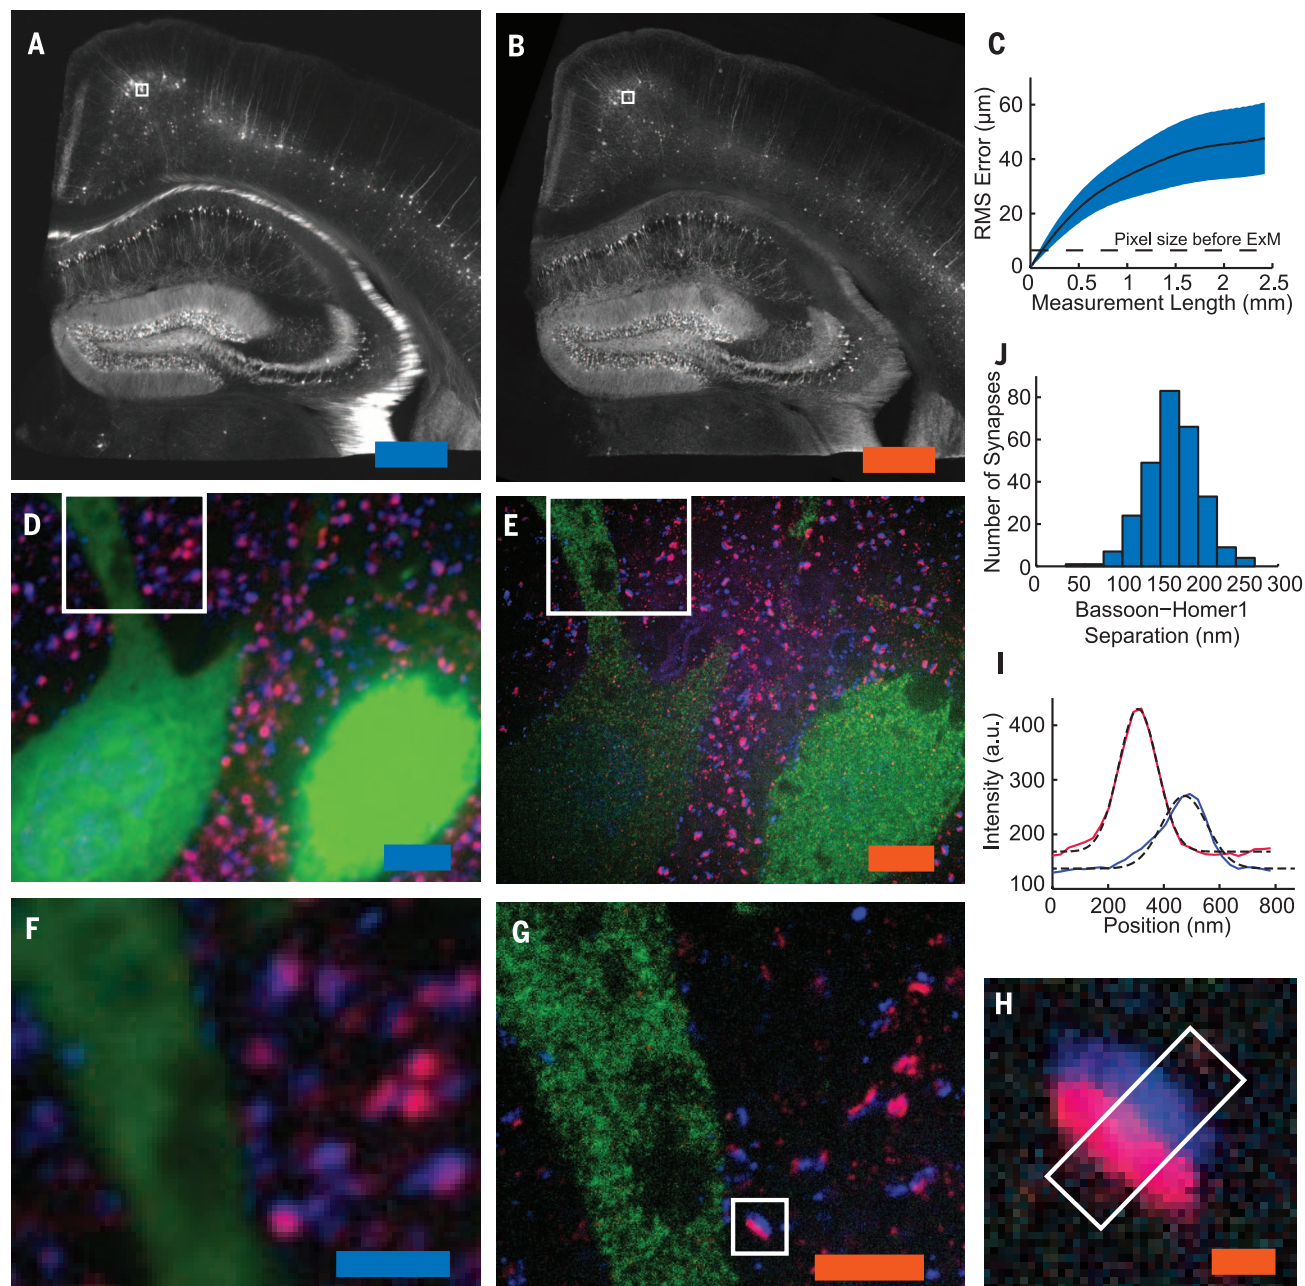 A
B
C
RMS Error (µm)
60
40
20
0
Pixel size before ExM
0 0.5 1 1.5 2 2.5
Measurement Length (mm)
D
E
J
Number of Synapses
80
60
40
20
0
0 50 100 150 200 250 300
Bassoon−Homer1
Separation (nm)
I
Intensity (a.u.)
400
300
200
100
0 200 400 600 800
Position (nm)
F
G
H